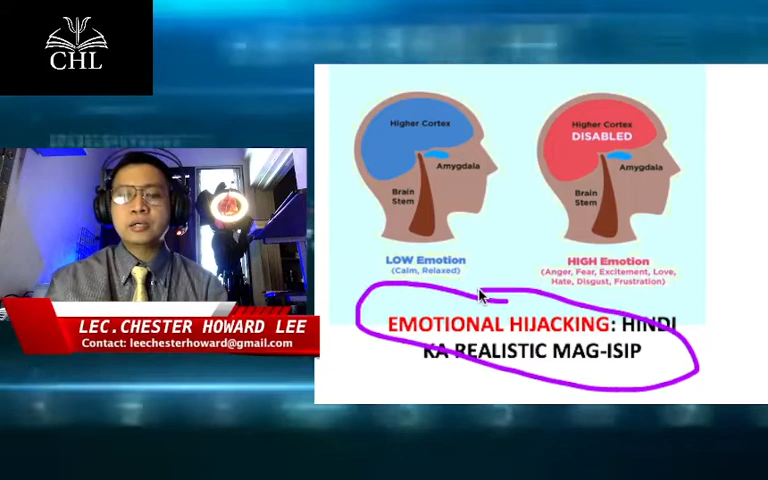 CHL
Higher Cortex
Amygdala
Brain
Stem
LOW Emotion
(Calm, Relaxed)
Higher Cortex
DISABLED
Amygdala
Brain
Stem
HIGH Emotion
(Anger, Fear, Excitement, Love,
Hate, Disgust, Frustration)
EMOTIONAL HIJACKING: HINDI
KA REALISTIC MAG-ISIP
LEC.CHESTER HOWARD LEE
Contact: leechesterhoward@gmail.com